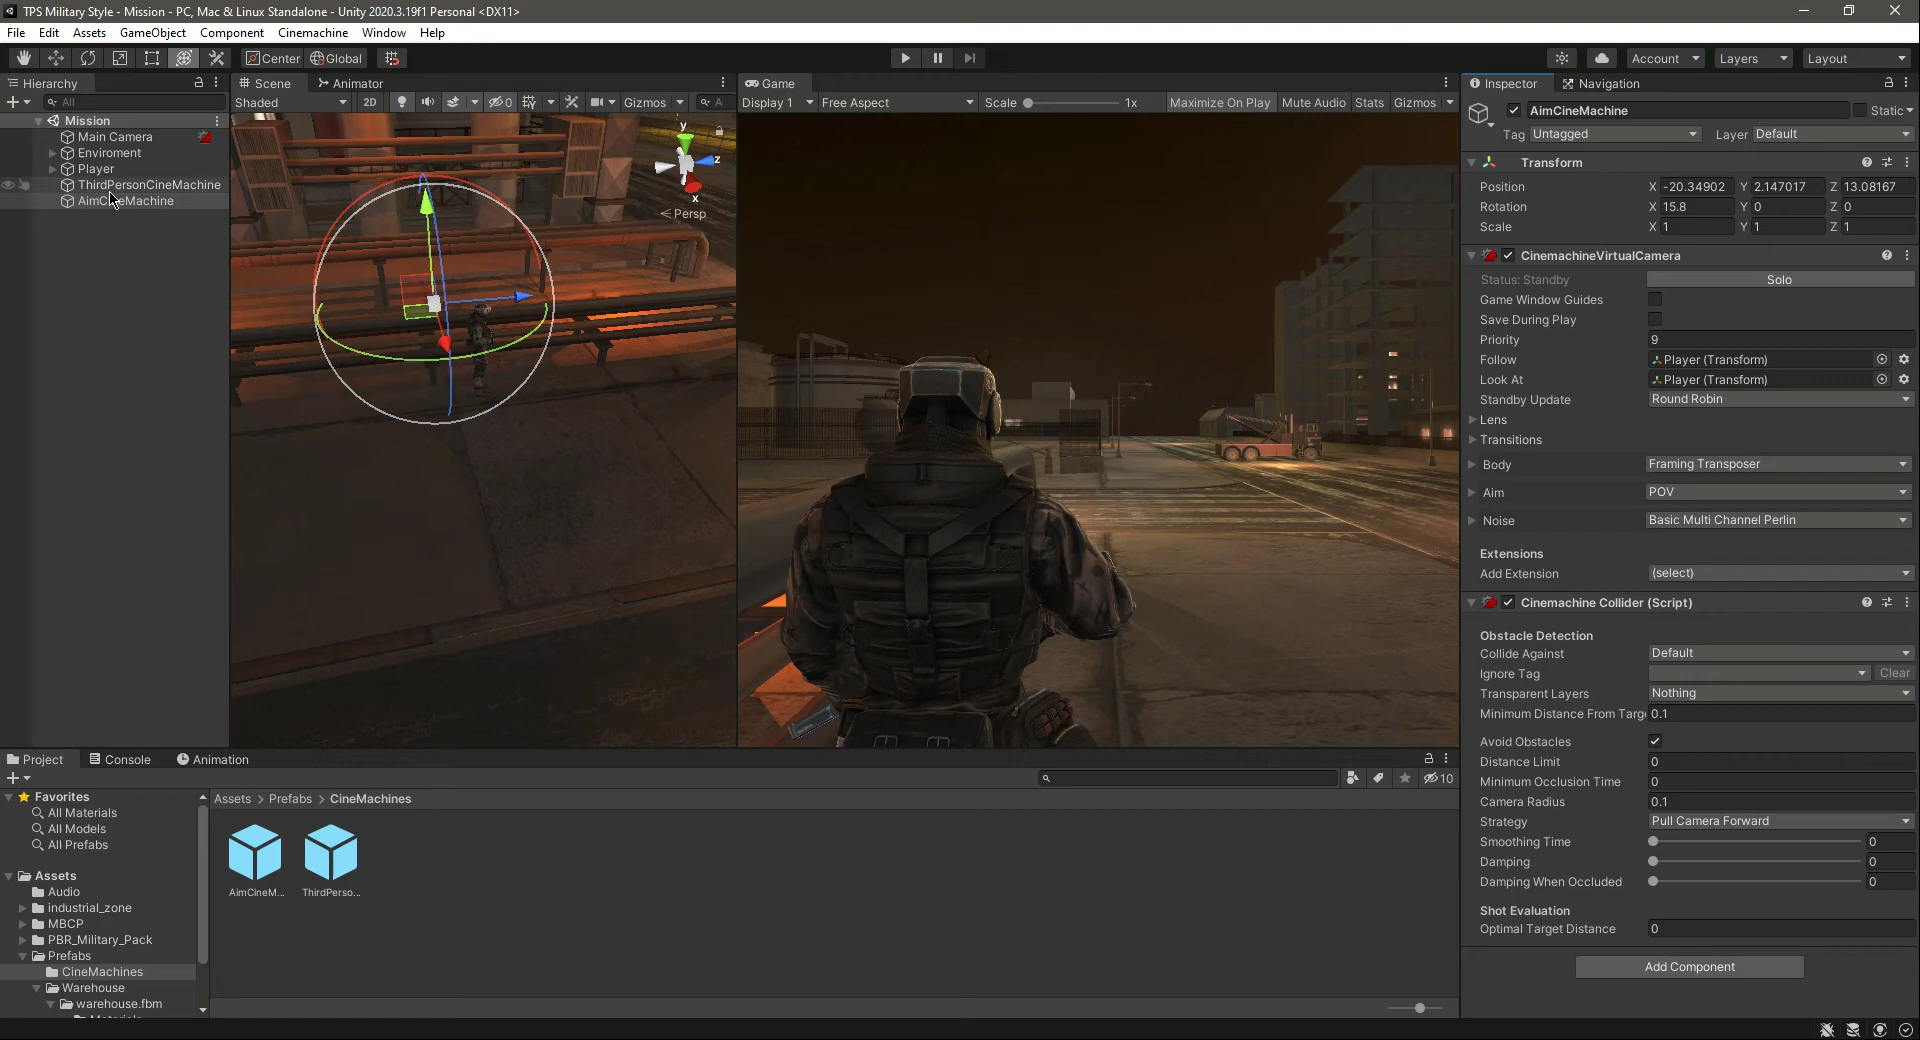 TPS Military Style - Mission - PC, Mac & Linux Standalone - Unity 2020.3.19f1 Personal <DX11>
File Edit Assets GameObject Component Cinemachine Window Help
Center Global Account Layers Layout
Hierarchy
All
Mission
Main Camera
Enviroment
Player
ThirdPersonCineMachine
AimCineMachine
Scene Animator
Shaded 2D 0 Gizmos A
y
z
x
Persp
Game
Display 1 Free Aspect Scale 1x Maximize On Play Mute Audio Stats Gizmos
Inspector Navigation
AimCineMachine Static
Tag Untagged Layer Default
Transform
Position X -20.34902 Y 2.147017 Z 13.08167
Rotation X 15.8 Y 0 Z 0
Scale X 1 Y 1 Z 1
CinemachineVirtualCamera
Status: Standby Solo
Game Window Guides
Save During Play
Priority 9
Follow Player (Transform)
Look At Player (Transform)
Standby Update Round Robin
Lens
Transitions
Body Framing Transposer
Aim POV
Noise Basic Multi Channel Perlin
Extensions
Add Extension (select)
Cinemachine Collider (Script)
Obstacle Detection
Collide Against Default
Ignore Tag Clear
Transparent Layers Nothing
Minimum Distance From Targe 0.1
Avoid Obstacles
Distance Limit 0
Minimum Occlusion Time 0
Camera Radius 0.1
Strategy Pull Camera Forward
Smoothing Time 0
Damping 0
Damping When Occluded 0
Shot Evaluation
Optimal Target Distance 0
Add Component
Project Console Animation
10
Favorites
All Materials
All Models
All Prefabs
Assets
Audio
industrial_zone
MBCP
PBR_Military_Pack
Prefabs
CineMachines
Warehouse
warehouse.fbm
Assets > Prefabs > CineMachines
AimCineM... ThirdPerso...